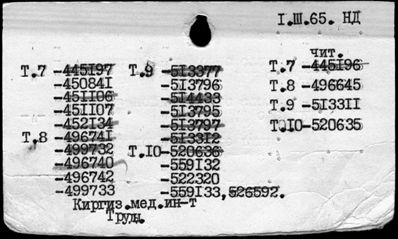 I.III.65. НД
чит.
Т.7 -445197 Т.9 -513377 Т.7 -445196
-450841 -513796 Т.8 -496645
-451106 -514433 Т.9 -513311
-451107 -513795 Т.10-520635
-452134 -513797
Т.8 -496741 -513312
-499732 Т.10-520636
-496740 -559132
-496742 -522320
-499733 -559133, 526592.
Киргиз.мед.ин-т
Труды.